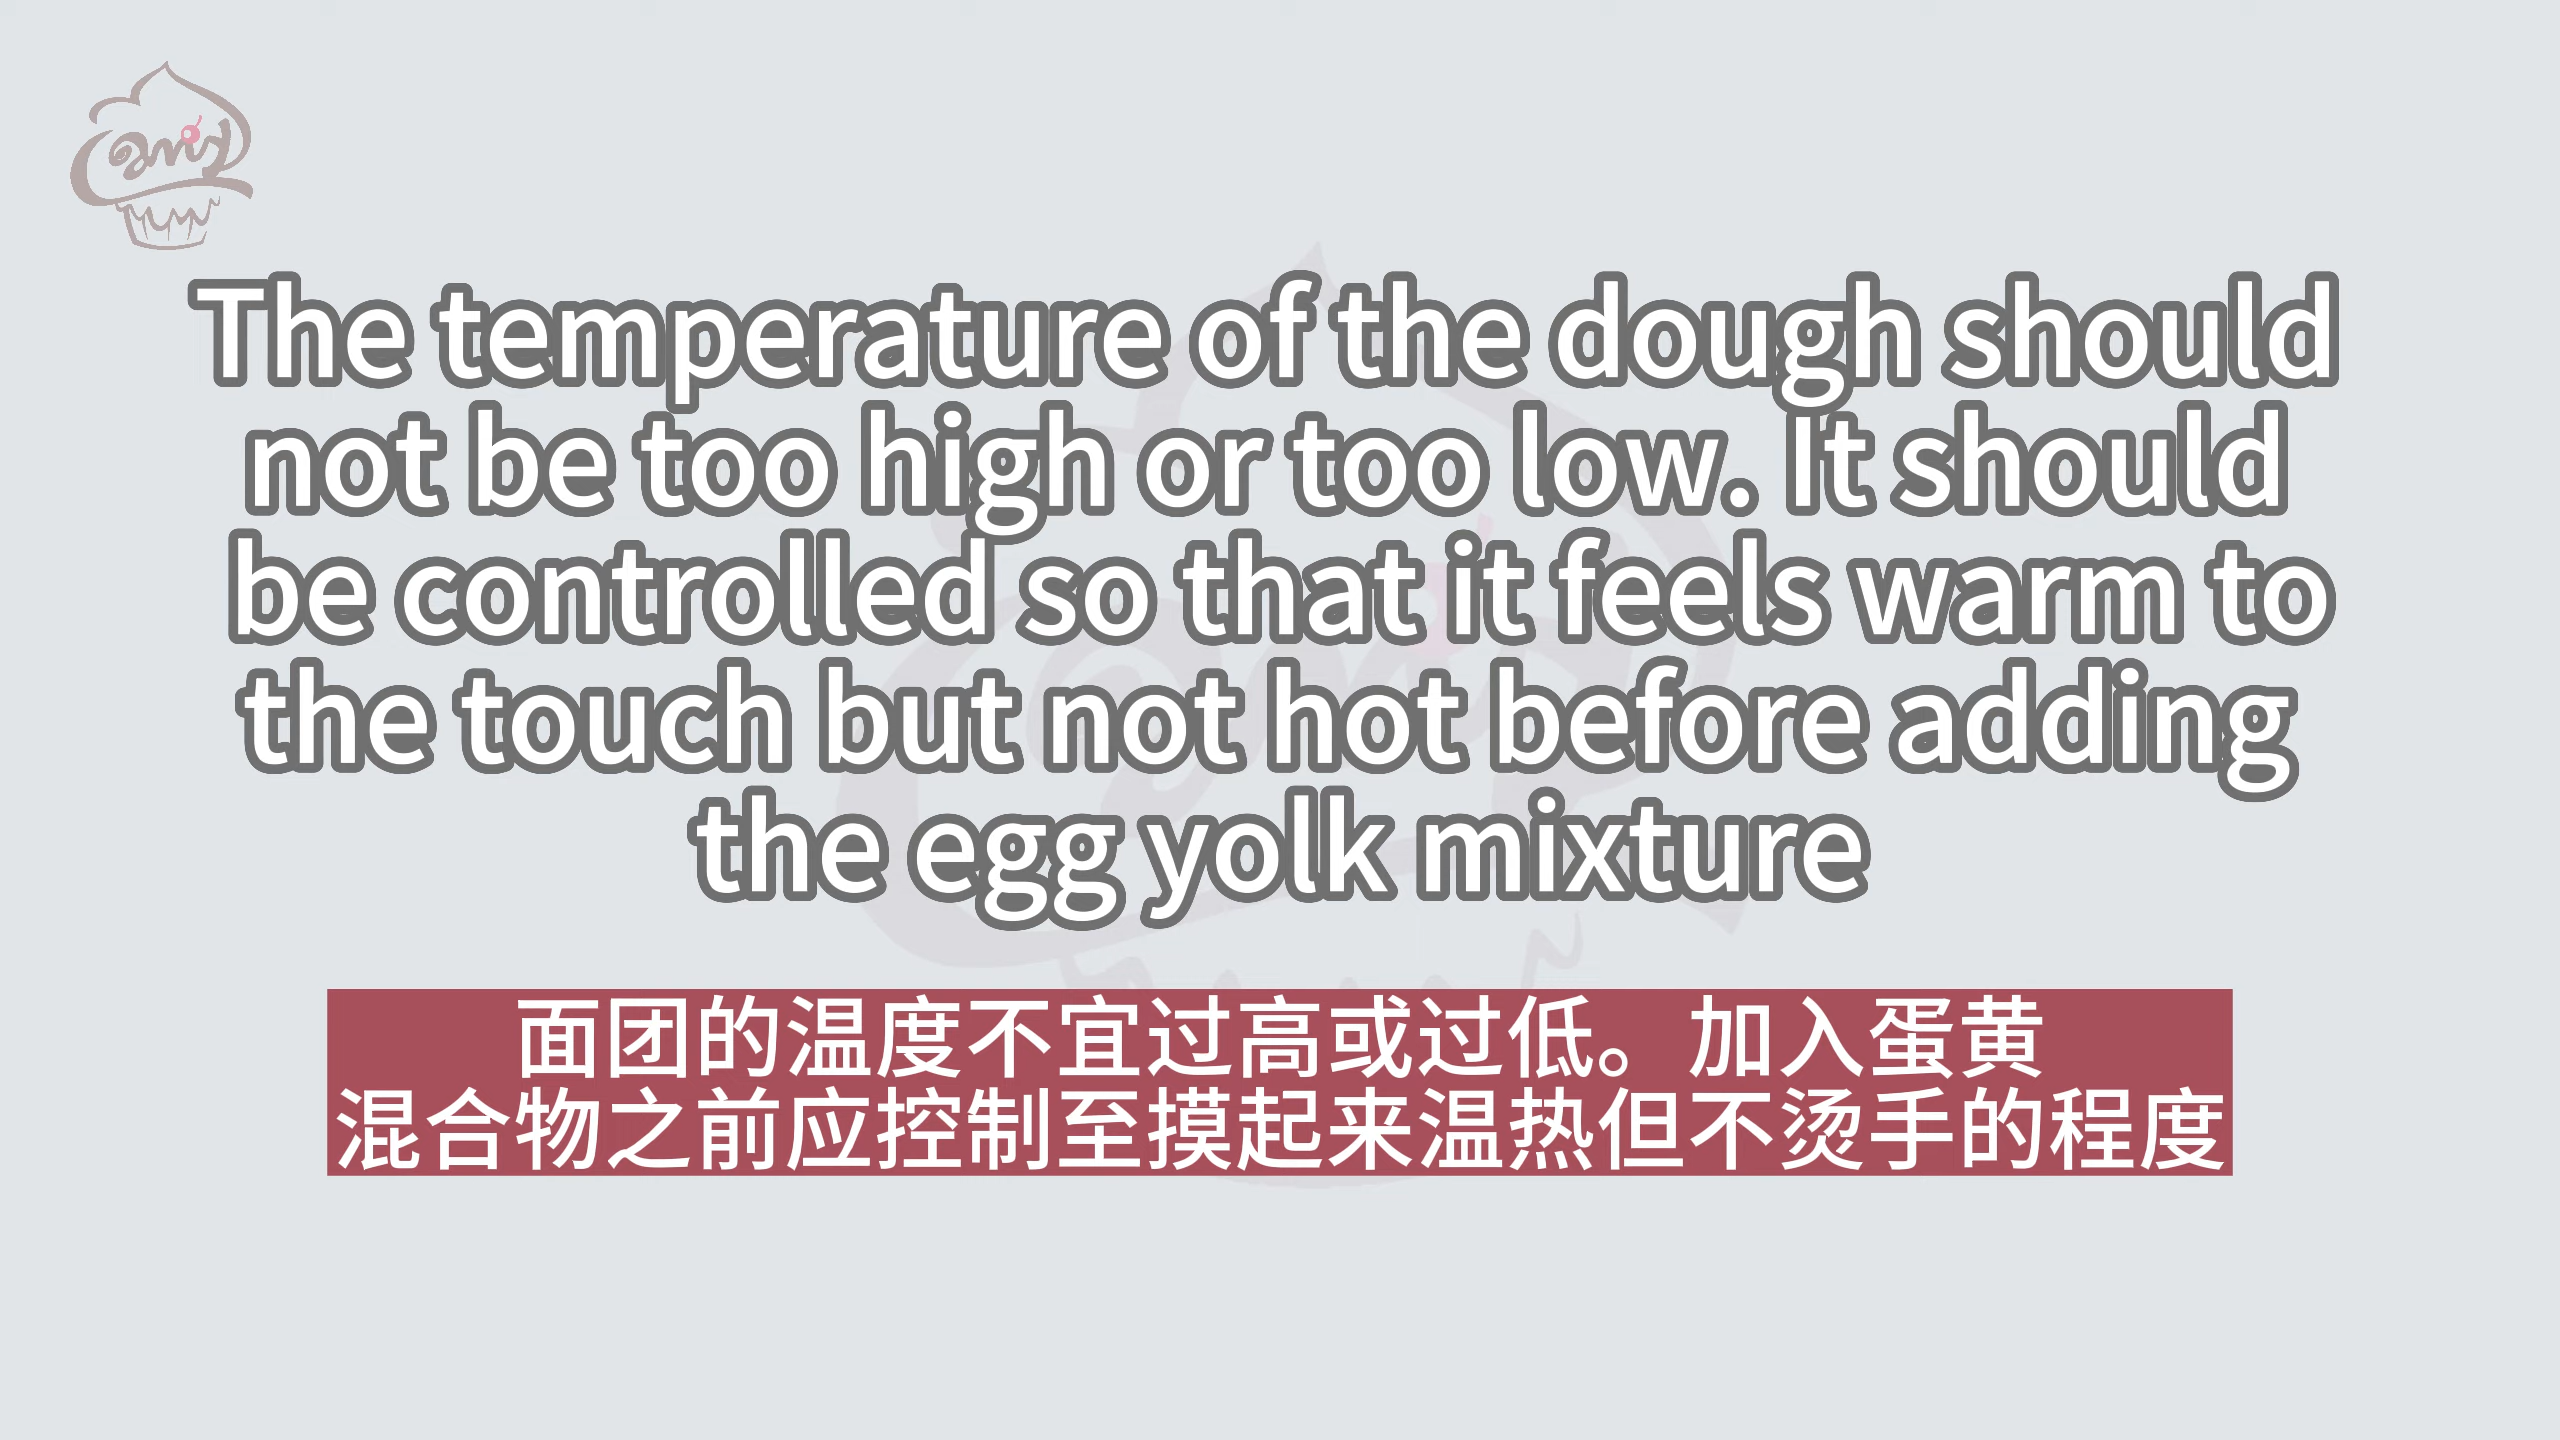 Candy
The temperature of the dough should
not be too high or too low. It should
be controlled so that it feels warm to
the touch but not hot before adding
the egg yolk mixture
面团的温度不宜过高或过低。加入蛋黄
混合物之前应控制至摸起来温热但不烫手的程度